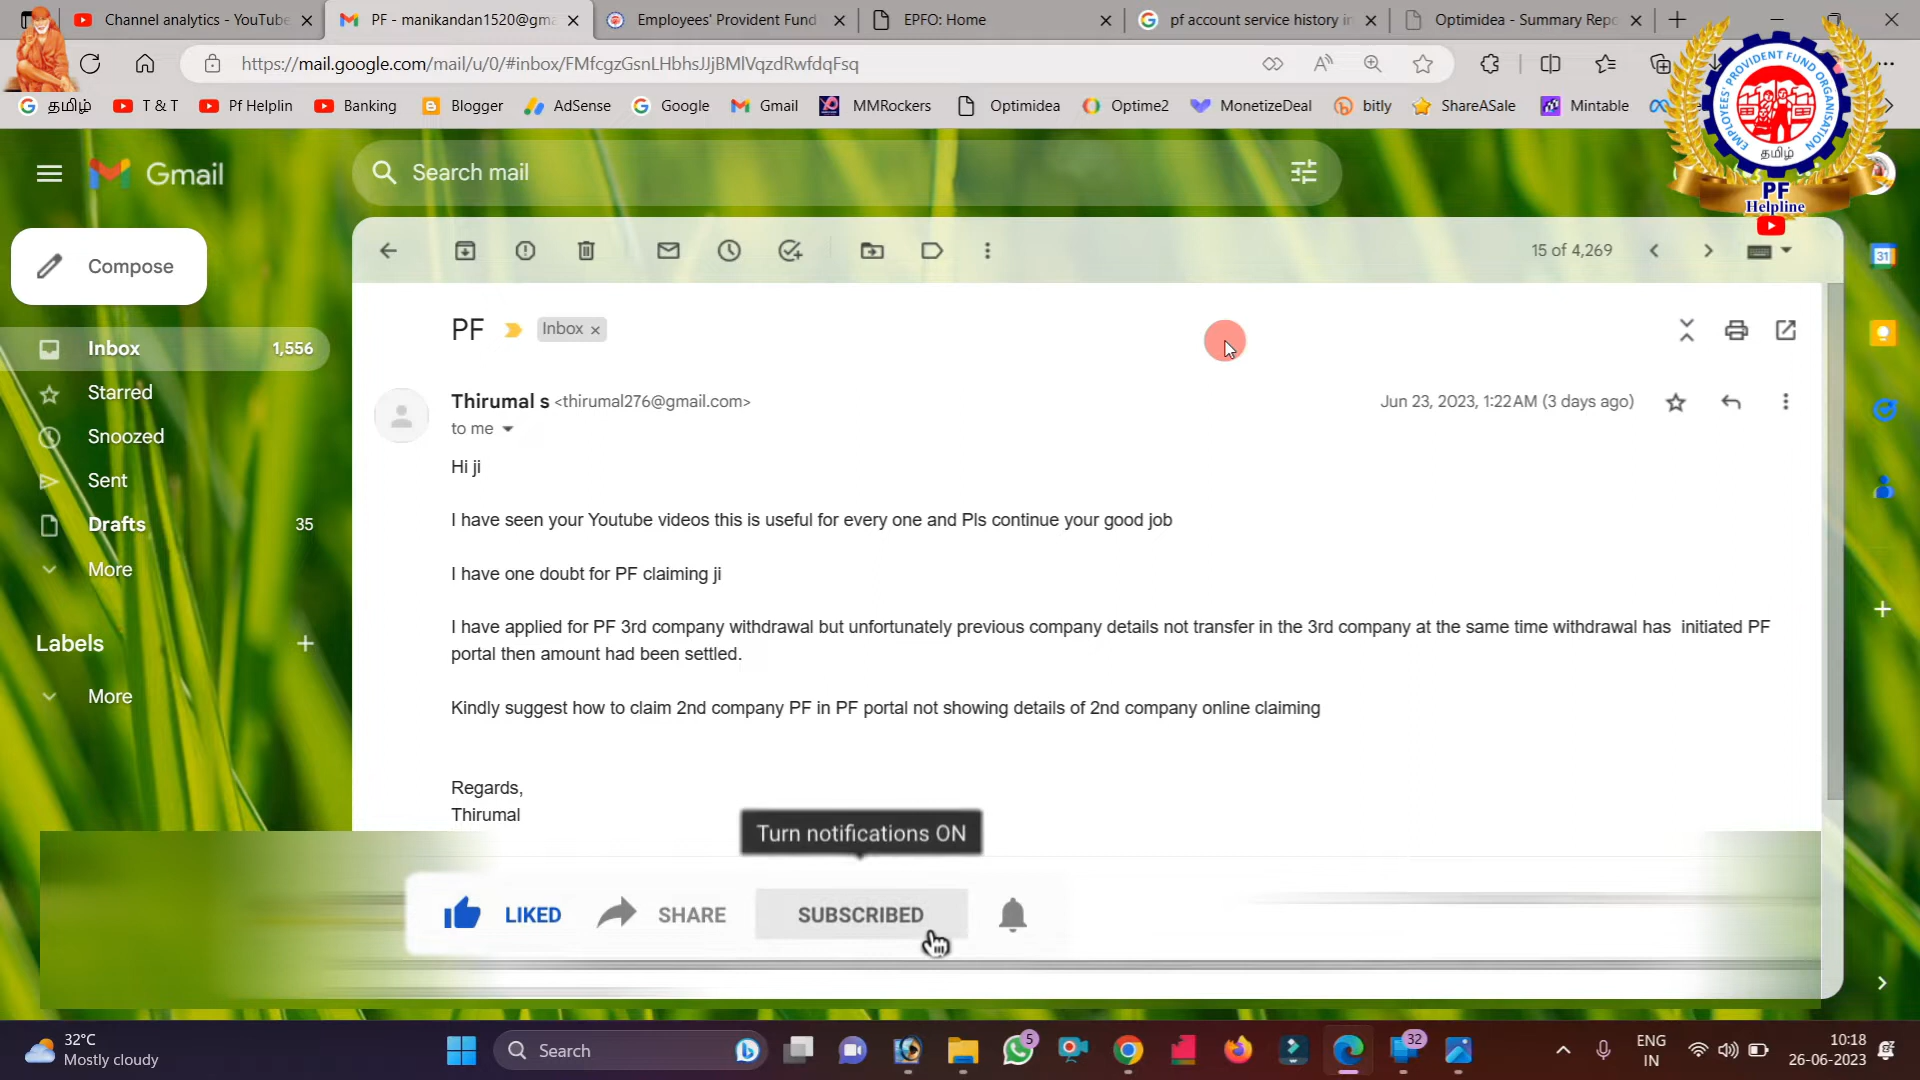 Channel analytics - YouTube
PF - manikandan1520@gma
Employees' Provident Fund
EPFO: Home
pf account service history in
Optimidea - Summary Repo
https://mail.google.com/mail/u/0/#inbox/FMfcgzGsnLHbhsJJjBMlVqzdRwfdqFsq
தமிழ்
T & T
Pf Helplin
Banking
Blogger
AdSense
Google
Gmail
MMRockers
Optimidea
Optime2
MonetizeDeal
bitly
ShareASale
Mintable
EMPLOYEES' PROVIDENT FUND ORGANISATION
தமிழ்
PF
Helpline
Gmail
Search mail
Compose
15 of 4,269
31
Inbox 1,556
Starred
Snoozed
Sent
Drafts 35
More
Labels
More
PF
Inbox
Thirumal s <thirumal276@gmail.com>
Jun 23, 2023, 1:22 AM (3 days ago)
to me
Hi ji
I have seen your Youtube videos this is useful for every one and Pls continue your good job
I have one doubt for PF claiming ji
I have applied for PF 3rd company withdrawal but unfortunately previous company details not transfer in the 3rd company at the same time withdrawal has initiated PF
portal then amount had been settled.
Kindly suggest how to claim 2nd company PF in PF portal not showing details of 2nd company online claiming
Regards,
Thirumal
Turn notifications ON
LIKED
SHARE
SUBSCRIBED
32°C
Mostly cloudy
Search
5
32
ENG
IN
10:18
26-06-2023